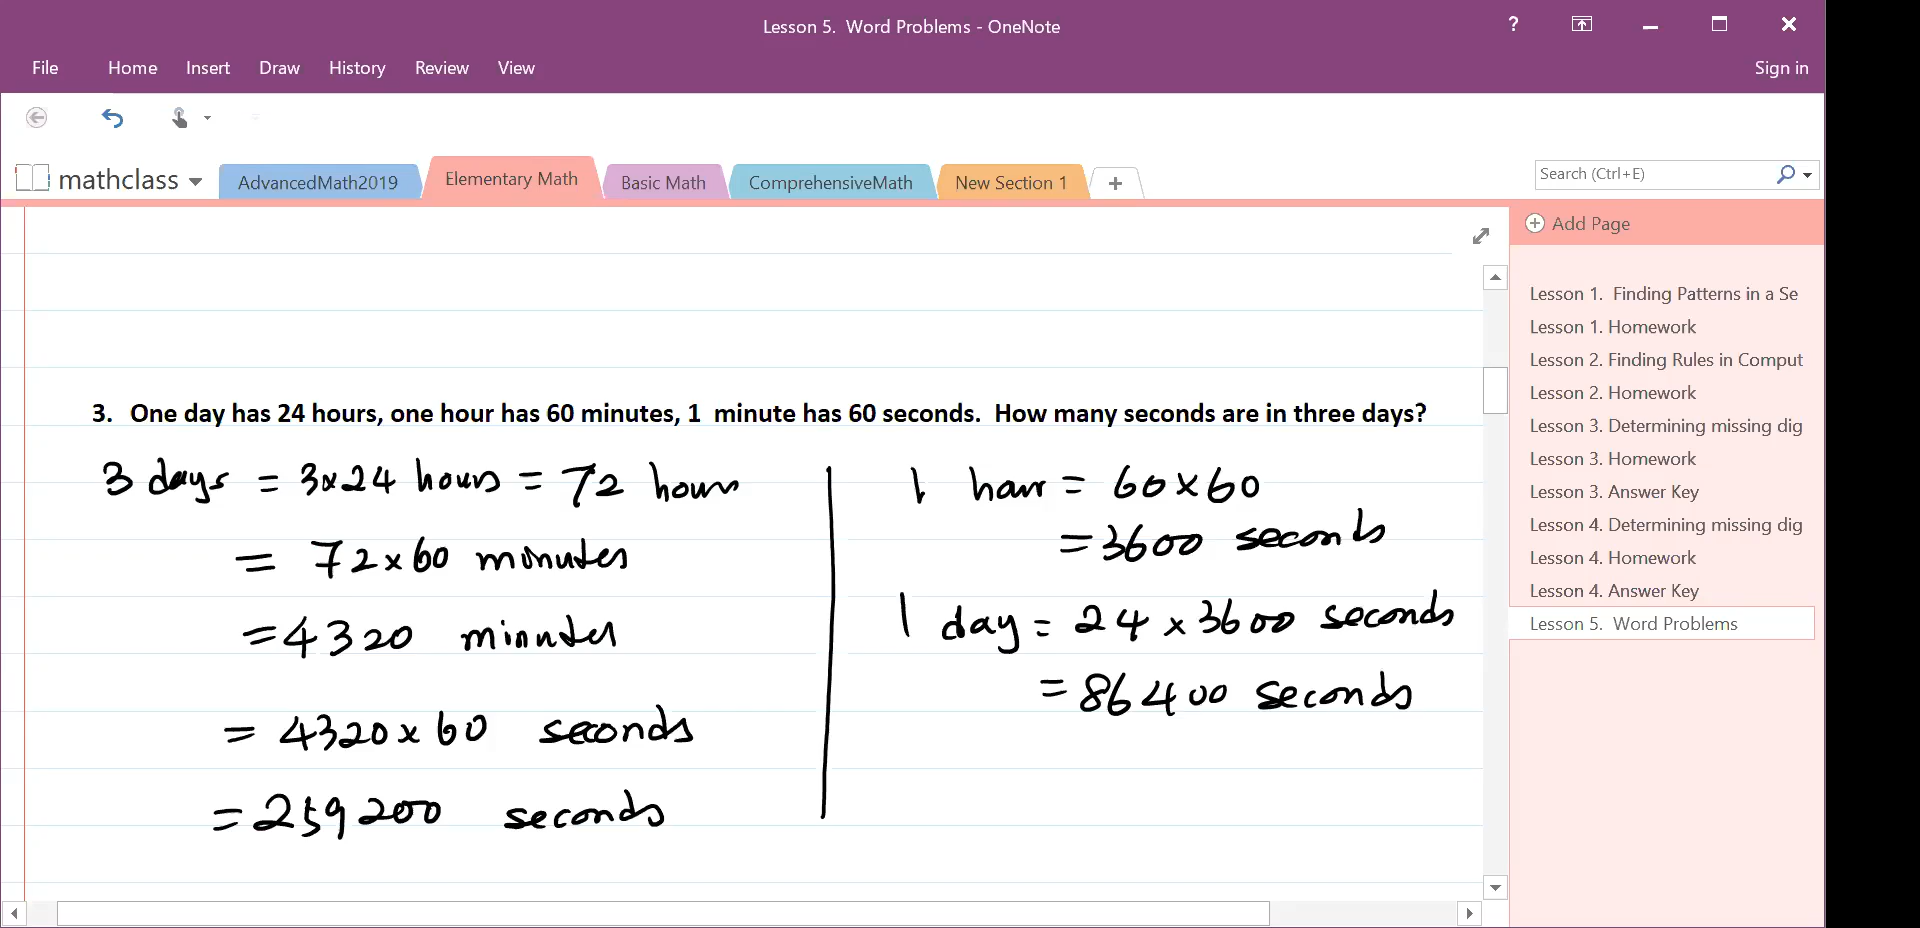 Lesson 5.  Word Problems - OneNote
?
File Home Insert Draw History Review View Sign in
mathclass AdvancedMath2019 Elementary Math Basic Math ComprehensiveMath New Section 1 + Search (Ctrl+E)
3. One day has 24 hours, one hour has 60 minutes, 1  minute has 60 seconds.  How many seconds are in three days?
3 days = 3x24 hours = 72 hours
= 72 x 60 minutes
= 4320 minutes
= 4320 x 60 seconds
= 259200 seconds
1 hour = 60 x 60
= 3600 seconds
1 day = 24 x 3600 seconds
= 86400 seconds
Add Page
Lesson 1.  Finding Patterns in a Se
Lesson 1. Homework
Lesson 2. Finding Rules in Comput
Lesson 2. Homework
Lesson 3. Determining missing dig
Lesson 3. Homework
Lesson 3. Answer Key
Lesson 4. Determining missing dig
Lesson 4. Homework
Lesson 4. Answer Key
Lesson 5.  Word Problems